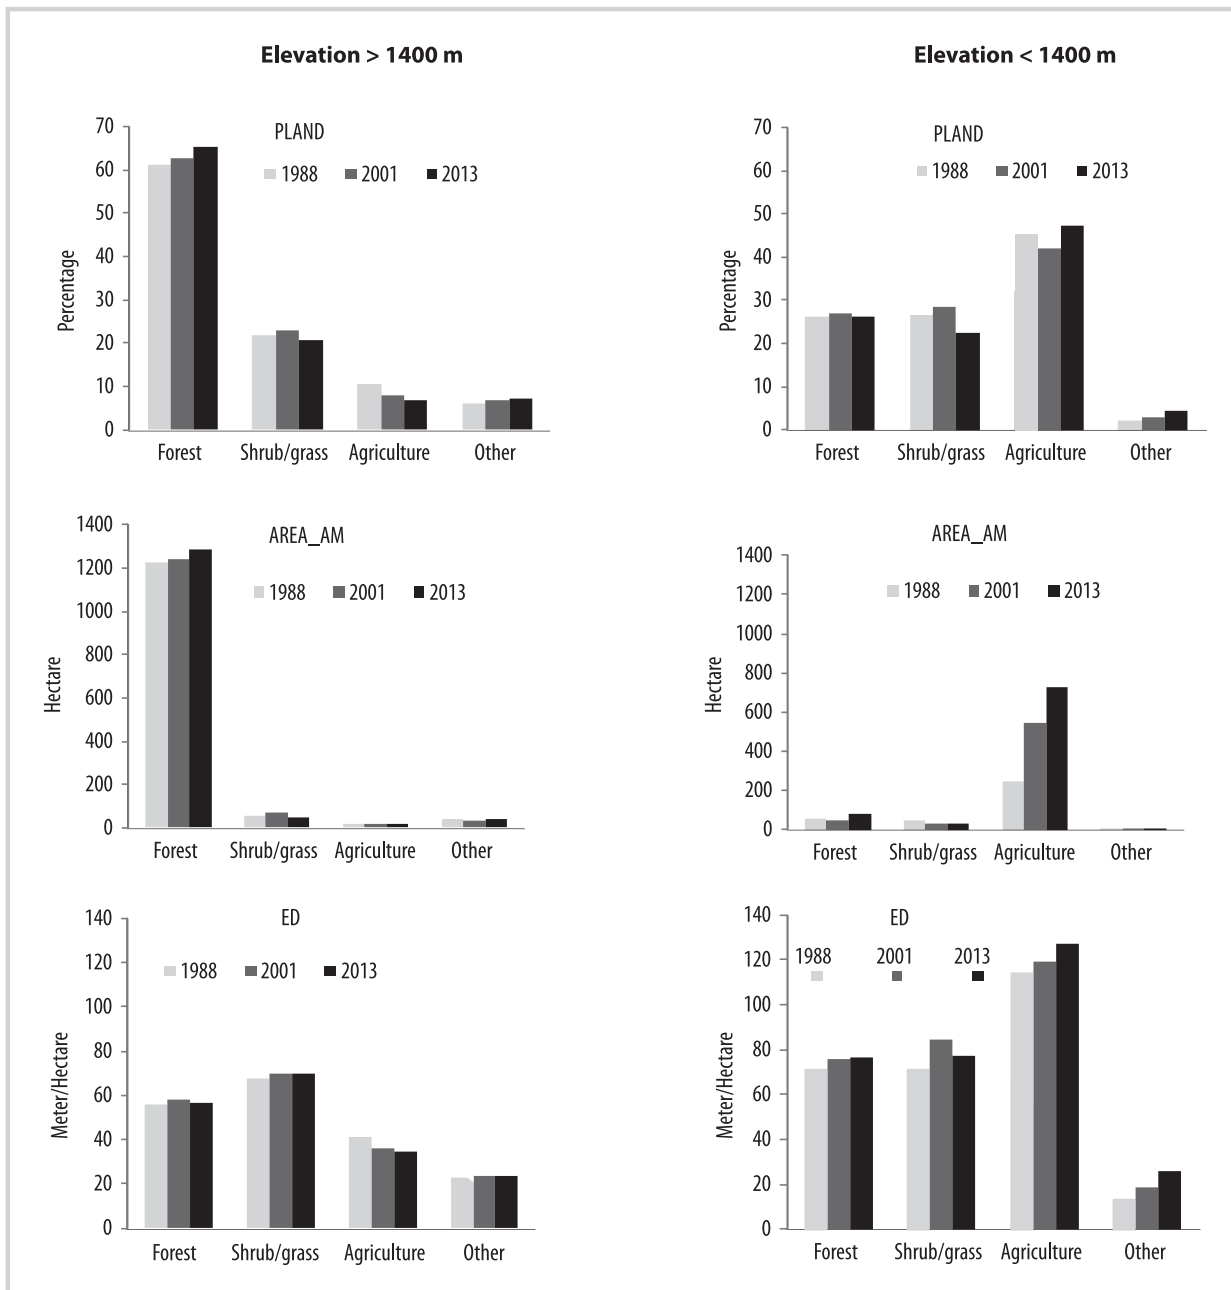 Elevation > 1400 m
PLAND
1988 2001 2013
Percentage
70
60
50
40
30
20
10
0
Forest Shrub/grass Agriculture Other
AREA_AM
1988 2001 2013
Hectare
1400
1200
1000
800
600
400
200
0
Forest Shrub/grass Agriculture Other
ED
1988 2001 2013
Meter/Hectare
140
120
100
80
60
40
20
0
Forest Shrub/grass Agriculture Other
Elevation < 1400 m
PLAND
1988 2001 2013
Percentage
70
60
50
40
30
20
10
0
Forest Shrub/grass Agriculture Other
AREA_AM
1988 2001 2013
Hectare
1400
1200
1000
800
600
400
200
0
Forest Shrub/grass Agriculture Other
ED
1988 2001 2013
Meter/Hectare
140
120
100
80
60
40
20
0
Forest Shrub/grass Agriculture Other